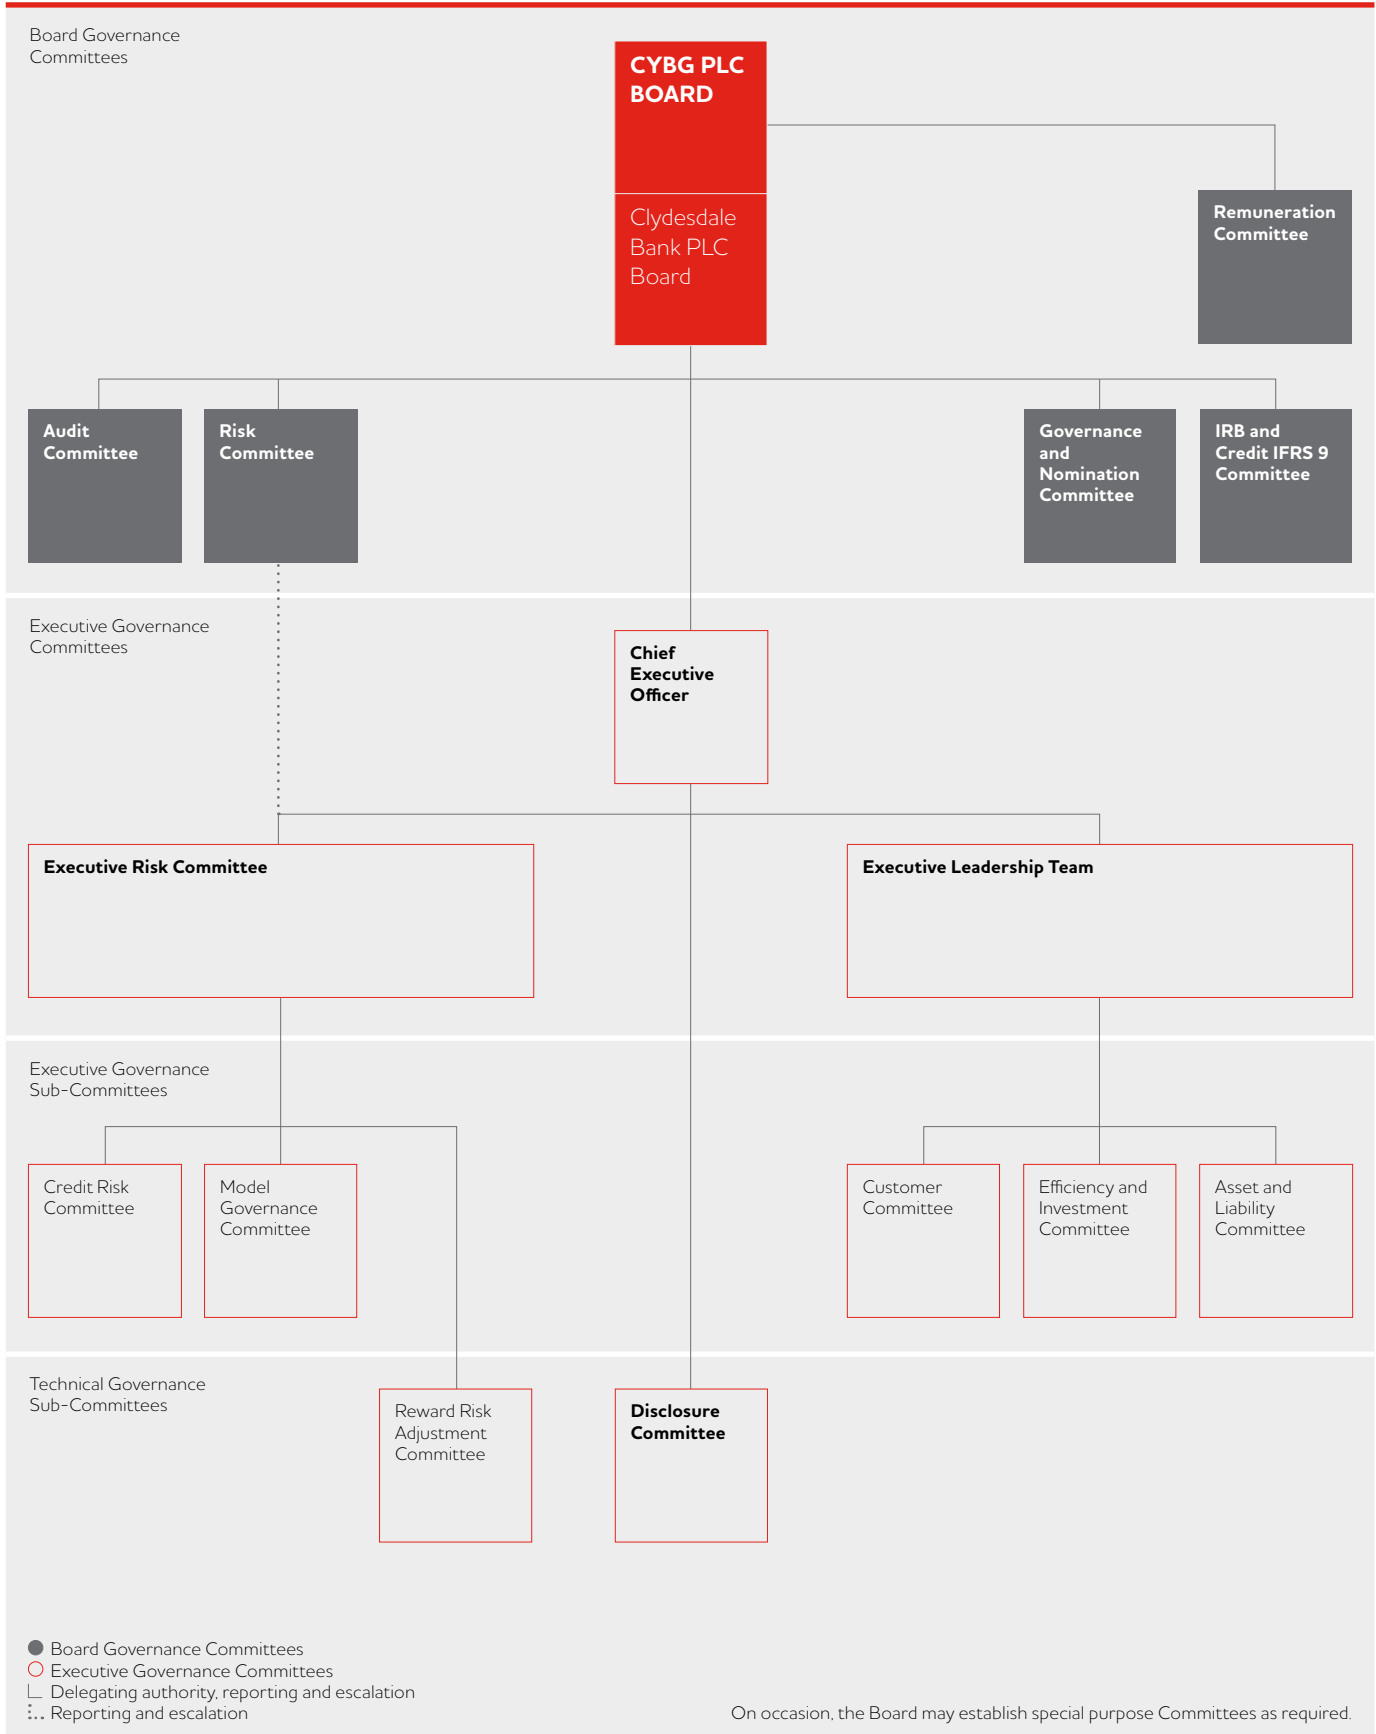 Board Governance
Committees
CYBG PLC
BOARD
Clydesdale
Bank PLC
Board
Remuneration
Committee
Audit
Committee
Risk
Committee
Governance
and
Nomination
Committee
IRB and
Credit IFRS 9
Committee
Executive Governance
Committees
Chief
Executive
Officer
Executive Risk Committee
Executive Leadership Team
Executive Governance
Sub-Committees
Credit Risk
Committee
Model
Governance
Committee
Customer
Committee
Efficiency and
Investment
Committee
Asset and
Liability
Committee
Technical Governance
Sub-Committees
Reward Risk
Adjustment
Committee
Disclosure
Committee
Board Governance Committees
Executive Governance Committees
Delegating authority, reporting and escalation
Reporting and escalation
On occasion, the Board may establish special purpose Committees as required.